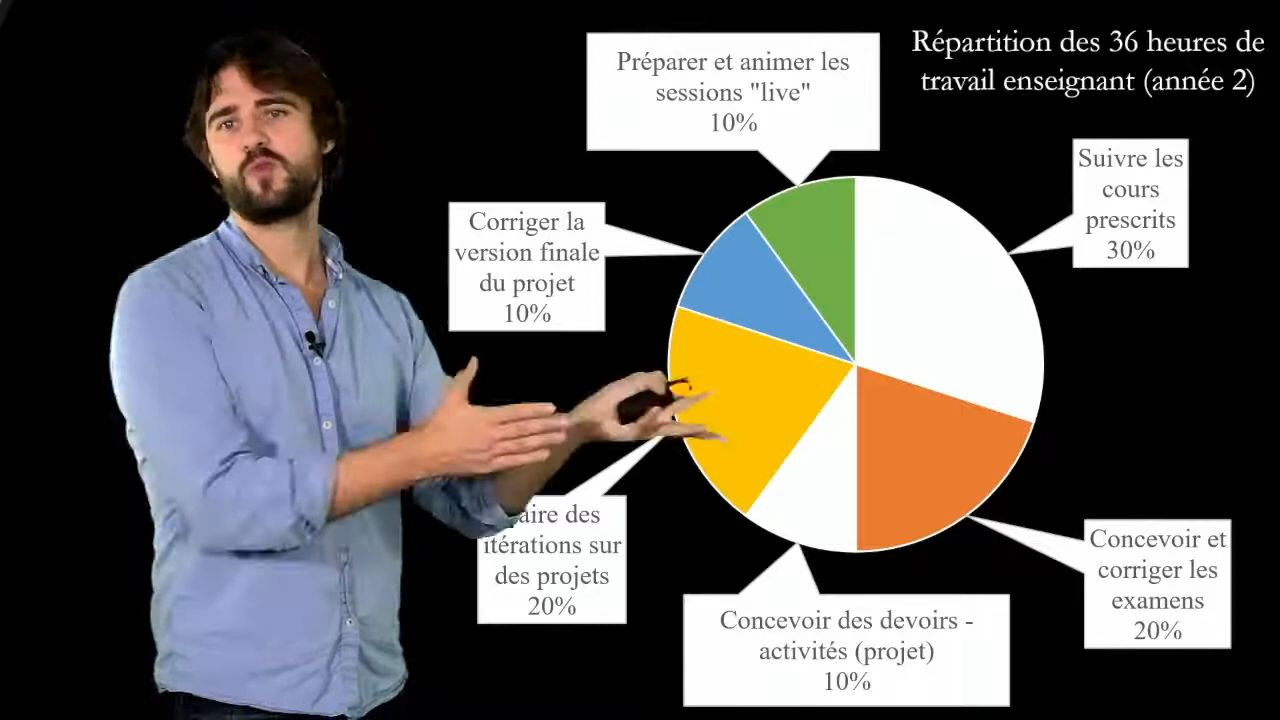 Répartition des 36 heures de
travail enseignant (année 2)
Préparer et animer les
sessions "live"
10%
Suivre les
cours
prescrits
30%
Corriger la
version finale
du projet
10%
aire des
itérations sur
des projets
20%
Concevoir et
corriger les
examens
20%
Concevoir des devoirs -
activités (projet)
10%